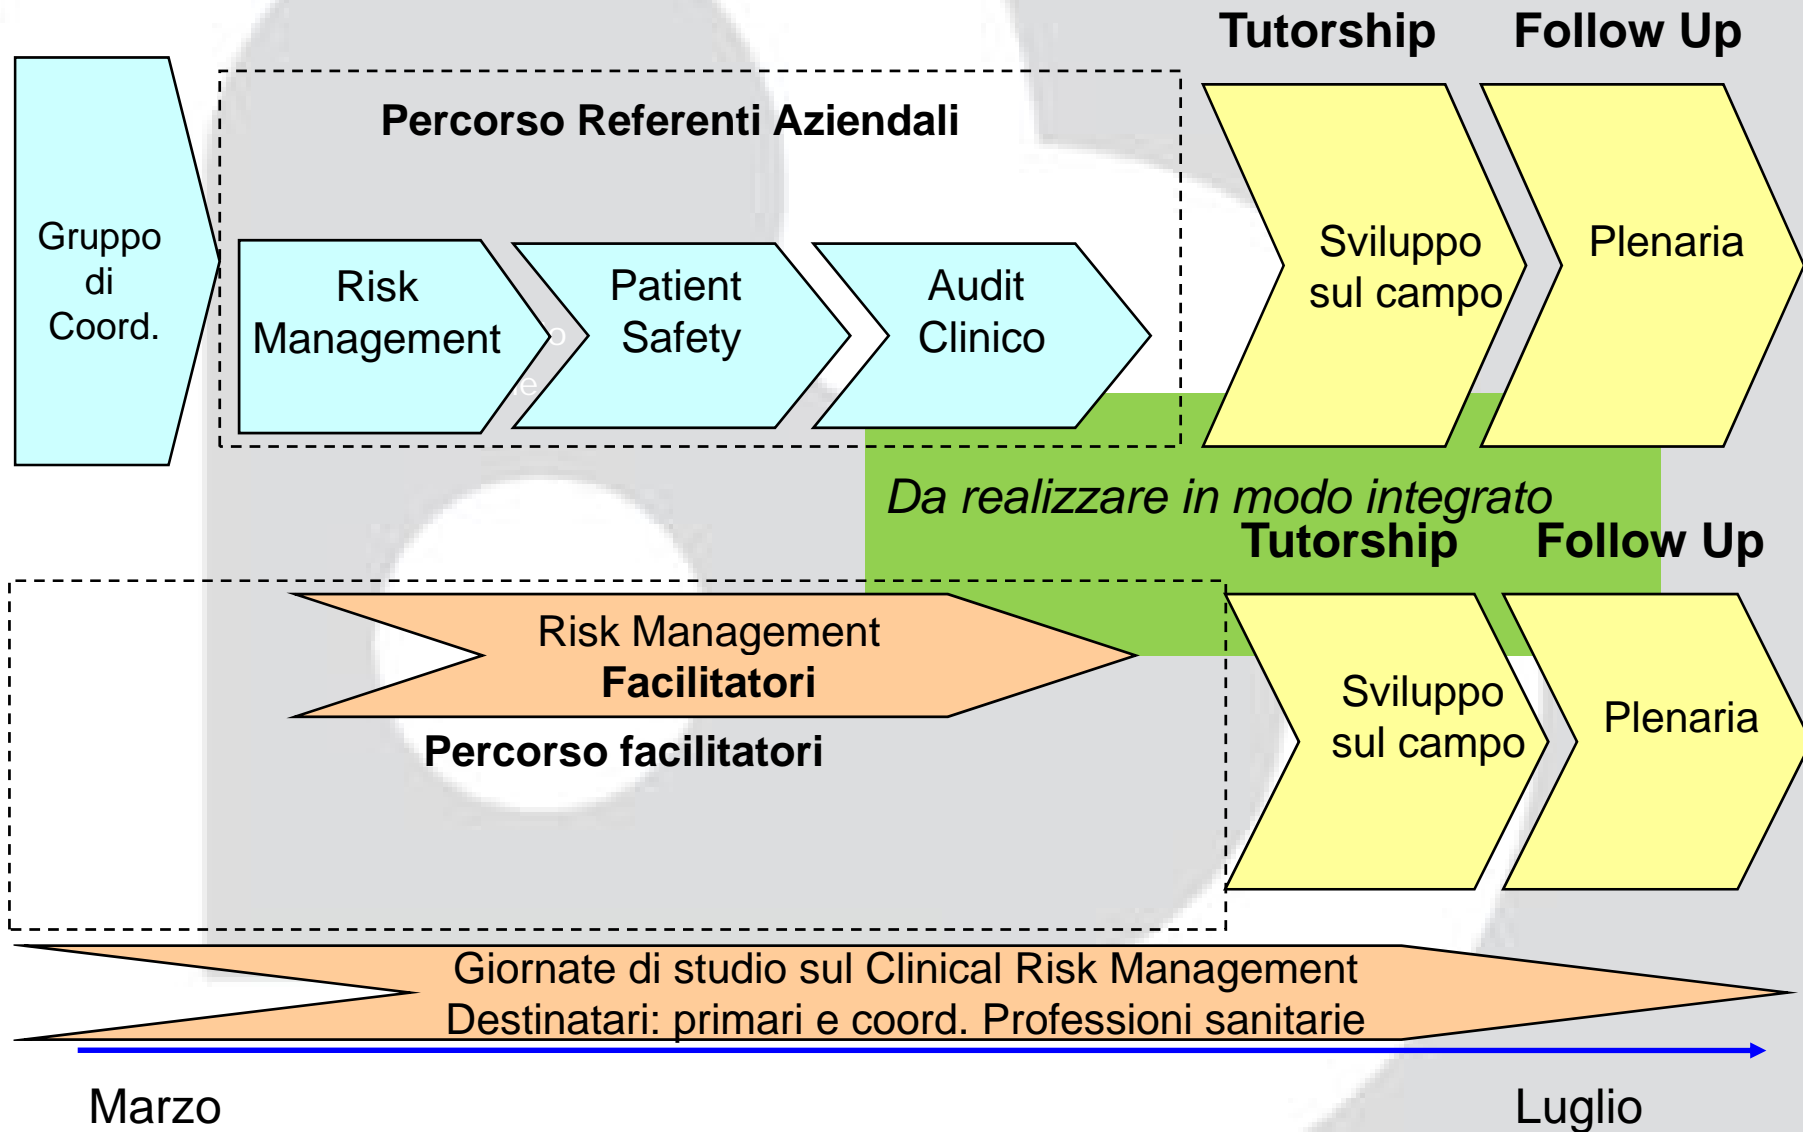 Tutorship
Follow Up
Percorso Referenti Aziendali
Gruppo
di
Coord.
Risk
Management
Patient
Safety
Audit
Clinico
Sviluppo
sul campo
Plenaria
Da realizzare in modo integrato
Tutorship
Follow Up
Risk Management
Facilitatori
Percorso facilitatori
Sviluppo
sul campo
Plenaria
Giornate di studio sul Clinical Risk Management
Destinatari: primari e coord. Professioni sanitarie
Marzo
Luglio